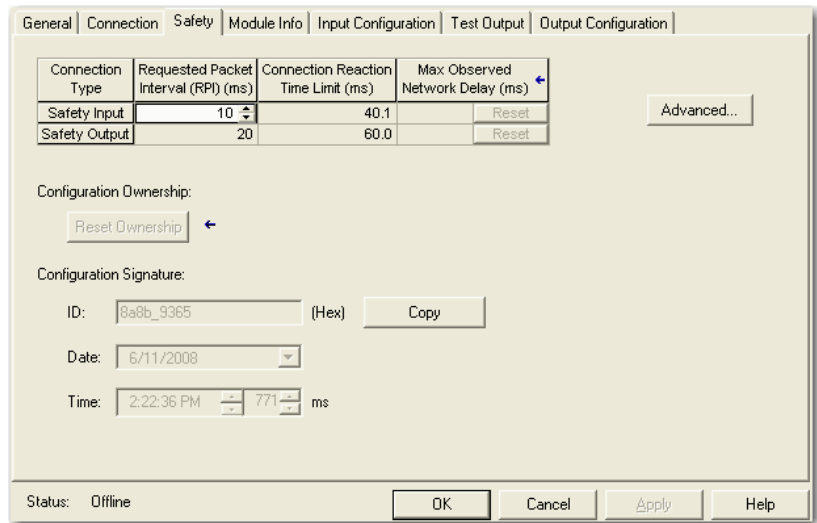 General Connection Safety Module Info Input Configuration Test Output Output Configuration
Connection Type Requested Packet Interval (RPI) (ms) Connection Reaction Time Limit (ms) Max Observed Network Delay (ms)
Safety Input 10 40.1 Reset
Safety Output 20 60.0 Reset
Advanced...
Configuration Ownership:
Reset Ownership
Configuration Signature:
ID: 8a8b_9365 (Hex) Copy
Date: 6/11/2008
Time: 2:22:36 PM 771 ms
Status: Offline OK Cancel Apply Help